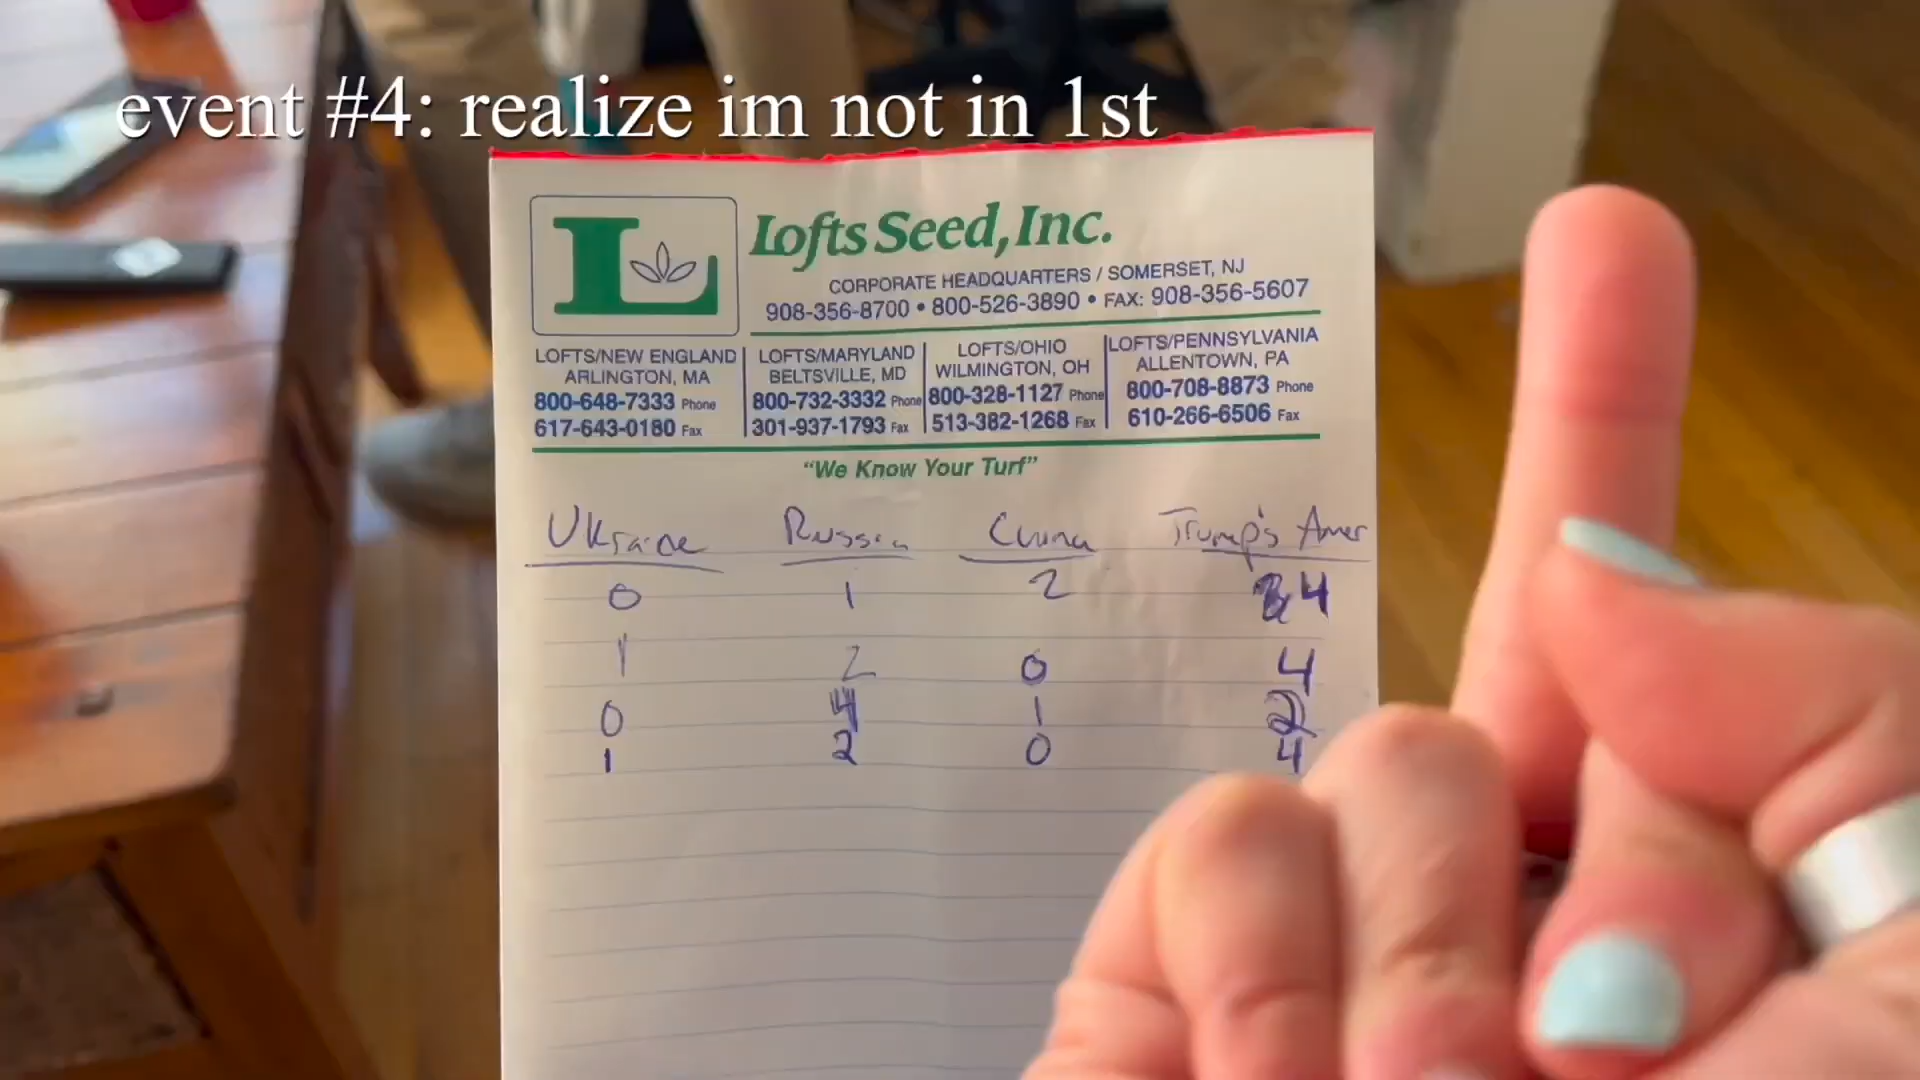 event #4: realize im not in 1st
L Lofts Seed, Inc.
CORPORATE HEADQUARTERS / SOMERSET, NJ
908-356-8700 • 800-526-3890 • FAX: 908-356-5607
LOFTS/NEW ENGLAND
ARLINGTON, MA
800-648-7333 Phone
617-643-0180 Fax
LOFTS/MARYLAND
BELTSVILLE, MD
800-732-3332 Phone
301-937-1793 Fax
LOFTS/OHIO
WILMINGTON, OH
800-328-1127 Phone
513-382-1268 Fax
LOFTS/PENNSYLVANIA
ALLENTOWN, PA
800-708-8873 Phone
610-266-6506 Fax
“We Know Your Turf”
Ukraine Russia China Trump's Amer
0 1 2 4
1 2 0 4
0 4 1 2
1 2 0 4